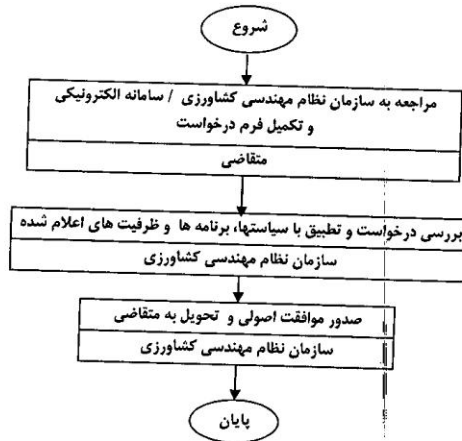 شروع
مراجعه به سازمان نظام مهندسی کشاورزی / سامانه الکترونیکی
و تکمیل فرم درخواست
متقاضی
بررسی درخواست و تطبیق با سیاستها، برنامه ها و ظرفیت های اعلام شده
سازمان نظام مهندسی کشاورزی
صدور موافقت اصولی و تحویل به متقاضی
سازمان نظام مهندسی کشاورزی
پایان